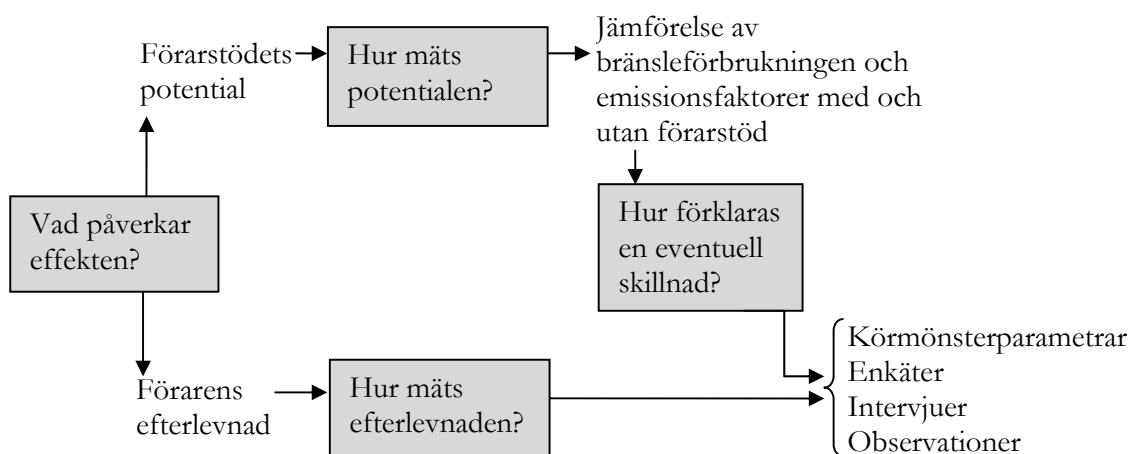 Förarstödets
potential
Hur mäts
potentialen?
Jämförelse av
bränsleförbrukningen och
emissionsfaktorer med och
utan förarstöd
Vad påverkar
effekten?
Hur förklaras
en eventuell
skillnad?
Förarens
efterlevnad
Hur mäts
efterlevnaden?
Körmönsterparametrar
Enkäter
Intervjuer
Observationer